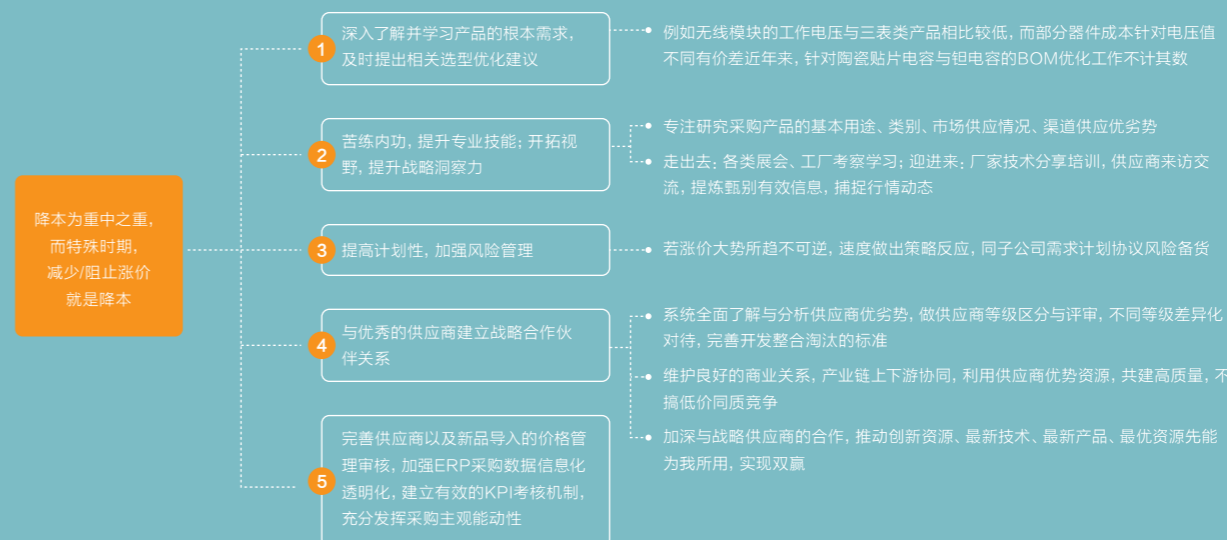 降本为重中之重，
而特殊时期，
减少/阻止涨价
就是降本
1
深入了解并学习产品的根本需求，
及时提出相关选型优化建议
例如无线模块的工作电压与三表类产品相比较低，而部分器件成本针对电压值
不同有价差近年来，针对陶瓷贴片电容与钽电容的BOM优化工作不计其数
2
苦练内功，提升专业技能；开拓视
野，提升战略洞察力
专注研究采购产品的基本用途、类别、市场供应情况、渠道供应优劣势
走出去：各类展会、工厂考察学习；迎进来：厂家技术分享培训，供应商来访交
流，提炼甄别有效信息，捕捉行情动态
3
提高计划性，加强风险管理
若涨价大势所趋不可逆，速度做出策略反应，同子公司需求计划协议风险备货
4
与优秀的供应商建立战略合作伙
伴关系
系统全面了解与分析供应商优劣势，做供应商等级区分与评审，不同等级差异化
对待，完善开发整合淘汰的标准
维护良好的商业关系，产业链上下游协同，利用供应商优势资源，共建高质量，不
搞低价同质竞争
加深与战略供应商的合作，推动创新资源、最新技术、最新产品、最优资源先能
为我所用，实现双赢
5
完善供应商以及新品导入的价格管
理审核，加强ERP采购数据信息化
透明化，建立有效的KPI考核机制，
充分发挥采购主观能动性